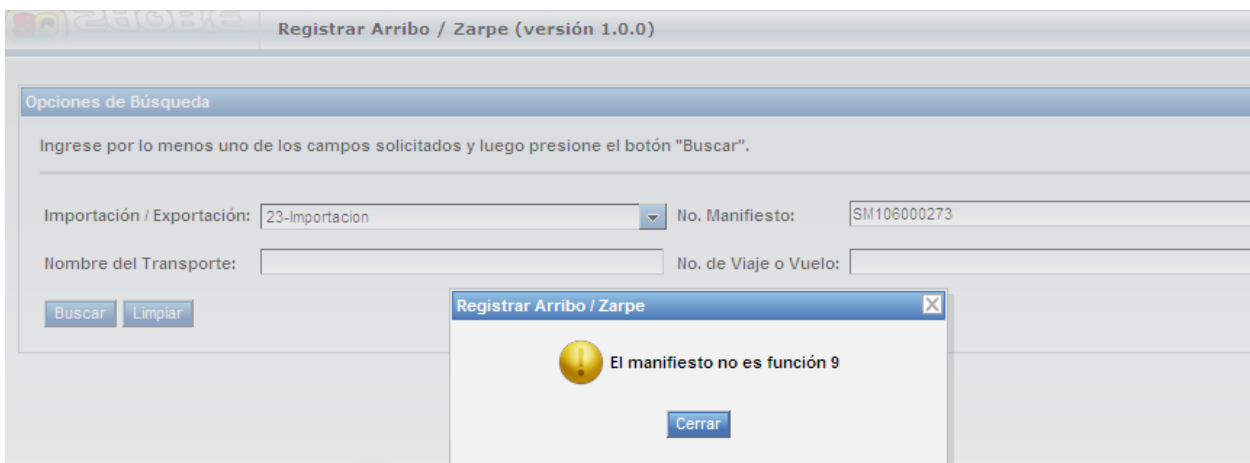 Registrar Arribo / Zarpe (versión 1.0.0)
Opciones de Búsqueda
Ingrese por lo menos uno de los campos solicitados y luego presione el botón "Buscar".
Importación / Exportación: 23-Importacion No. Manifiesto: SM106000273
Nombre del Transporte: No. de Viaje o Vuelo:
Buscar Limpiar
Registrar Arribo / Zarpe
El manifiesto no es función 9
Cerrar